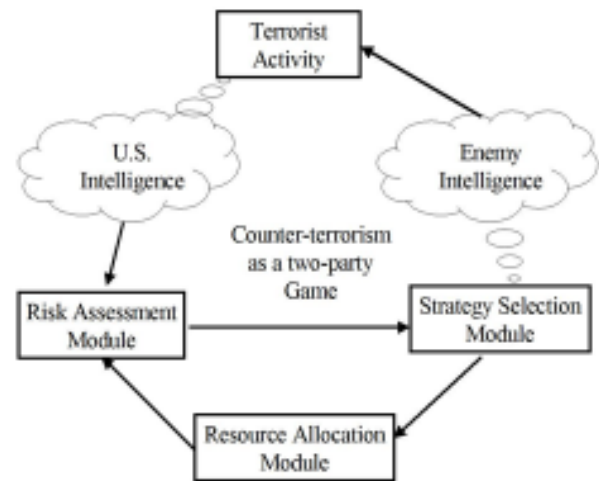 Terrorist
Activity
U.S.
Intelligence
Enemy
Intelligence
Counter-terrorism
as a two-party
Game
Risk Assessment
Module
Strategy Selection
Module
Resource Allocation
Module